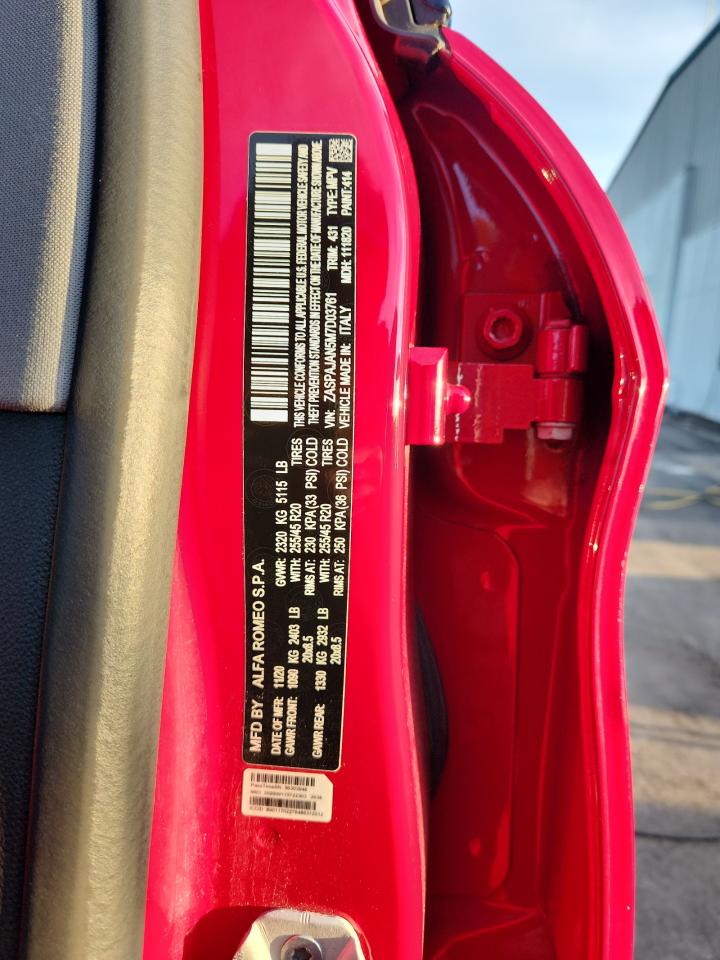 MFD BY: ALFA ROMEO S.P.A.
DATE OF MFR: 11/20 GVWR: 2320 KG 5115 LB
GAWR FRONT: 1090 KG 2403 LB WITH: 255/45 R20 TIRES
20x8.5 RIMS AT: 230 KPA (33 PSI) COLD
GAWR REAR: 1330 KG 2932 LB WITH: 255/45 R20 TIRES
20x8.5 RIMS AT: 250 KPA (36 PSI) COLD
THIS VEHICLE CONFORMS TO ALL APPLICABLE U.S. FEDERAL MOTOR VEHICLE SAFETY AND
THEFT PREVENTION STANDARDS IN EFFECT ON THE DATE OF MANUFACTURE SHOWN ABOVE
VIN: ZASPAJAN5M7D03761 TRIM: 431 TYPE: MPV
VEHICLE MADE IN: ITALY MDH: 111820 PAINT: 414